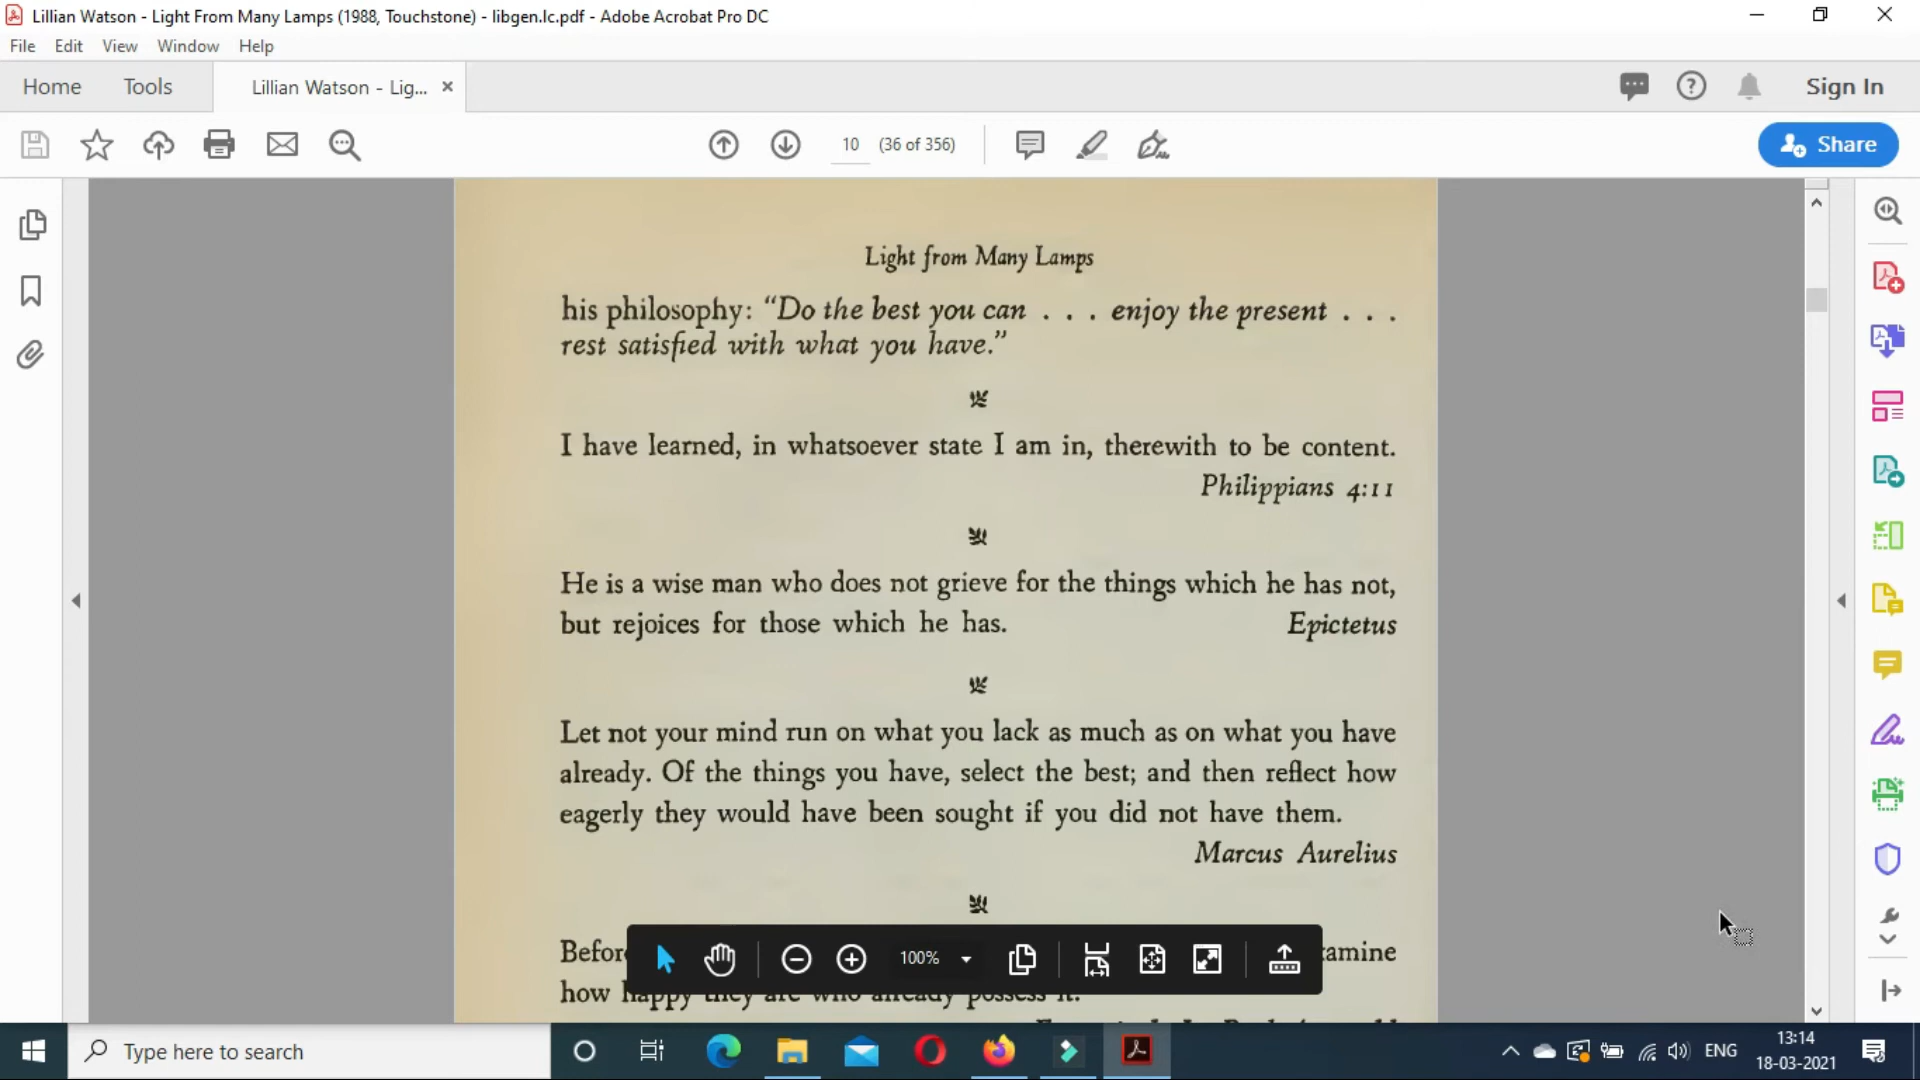 Lillian Watson - Light From Many Lamps (1988, Touchstone) - libgen.lc.pdf - Adobe Acrobat Pro DC
File Edit View Window Help
Home Tools Lillian Watson - Lig... × Sign In
10 (36 of 356) Share
Light from Many Lamps
his philosophy: “Do the best you can . . . enjoy the present . . .
rest satisfied with what you have.”
I have learned, in whatsoever state I am in, therewith to be content.
Philippians 4:11
He is a wise man who does not grieve for the things which he has not,
but rejoices for those which he has. Epictetus
Let not your mind run on what you lack as much as on what you have
already. Of the things you have, select the best; and then reflect how
eagerly they would have been sought if you did not have them.
Marcus Aurelius
100%
how happy they are who already possess it.
Type here to search
ENG
13:14
18-03-2021